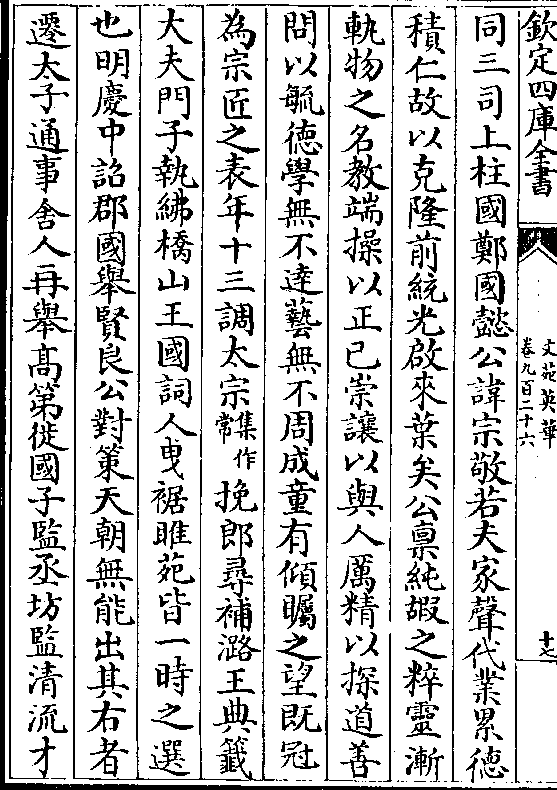 欽定四庫全書
文苑英華
卷九百二十六
十七
同三司上柱國鄭國懿公諱宗敬若夫家聲代業累德
積仁故以克隆前統光啟來葉矣公禀純嘏之粹靈漸
軌物之名教端操以正己崇讓以與人厲精以探道善
問以毓德學無不達藝無不周成童有傾矚之望既冠
為宗匠之表年十三調太宗集作常挽郎尋補潞王典籖
大夫門子執紼橋山王國詞人曳裾睢苑皆一時之選
也明慶中詔郡國舉賢良公對策天朝無能出其右者
遷太子通事舍人再舉髙第徙國子監丞坊監清流才